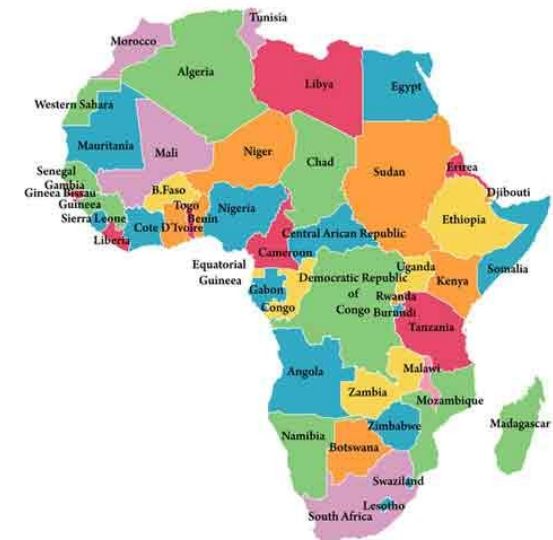 Tunisia
Morocco
Algeria
Libya
Egypt
Western Sahara
Mauritania
Mali
Niger
Chad
Sudan
Erirea
Djibouti
Senegal
Gambia
Gineea Bissau
Guineea
Sierra Leone
Liberia
B.Faso
Togo
Benin
Cote D'Ivoire
Nigeria
Ethiopia
Central Arican Republic
Cameroon
Somalia
Equatorial
Guineea
Gabon
Congo
Democratic Republic
of
Congo
Uganda
Kenya
Rwanda
Burundi
Tanzania
Angola
Malawi
Zambia
Mozambique
Madagascar
Zimbabwe
Namibia
Botswana
Swaziland
Lesotho
South Africa